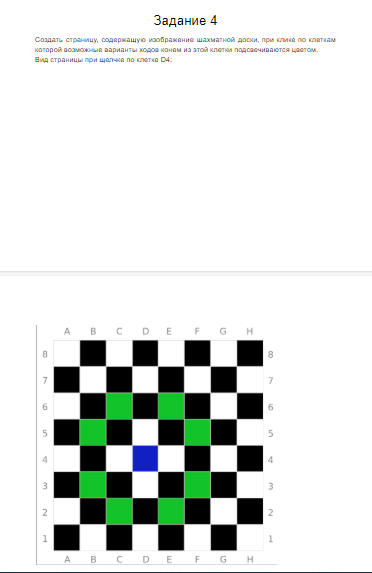 Задание 4
Создать страницу, содержащую изображение шахматной доски, при клике по клеткам
которой возможные варианты ходов конем из этой клетки подсвечиваются цветом.
Вид страницы при щелчке по клетке D4:
A B C D E F G H
8 8
7 7
6 6
5 5
4 4
3 3
2 2
1 1
A B C D E F G H